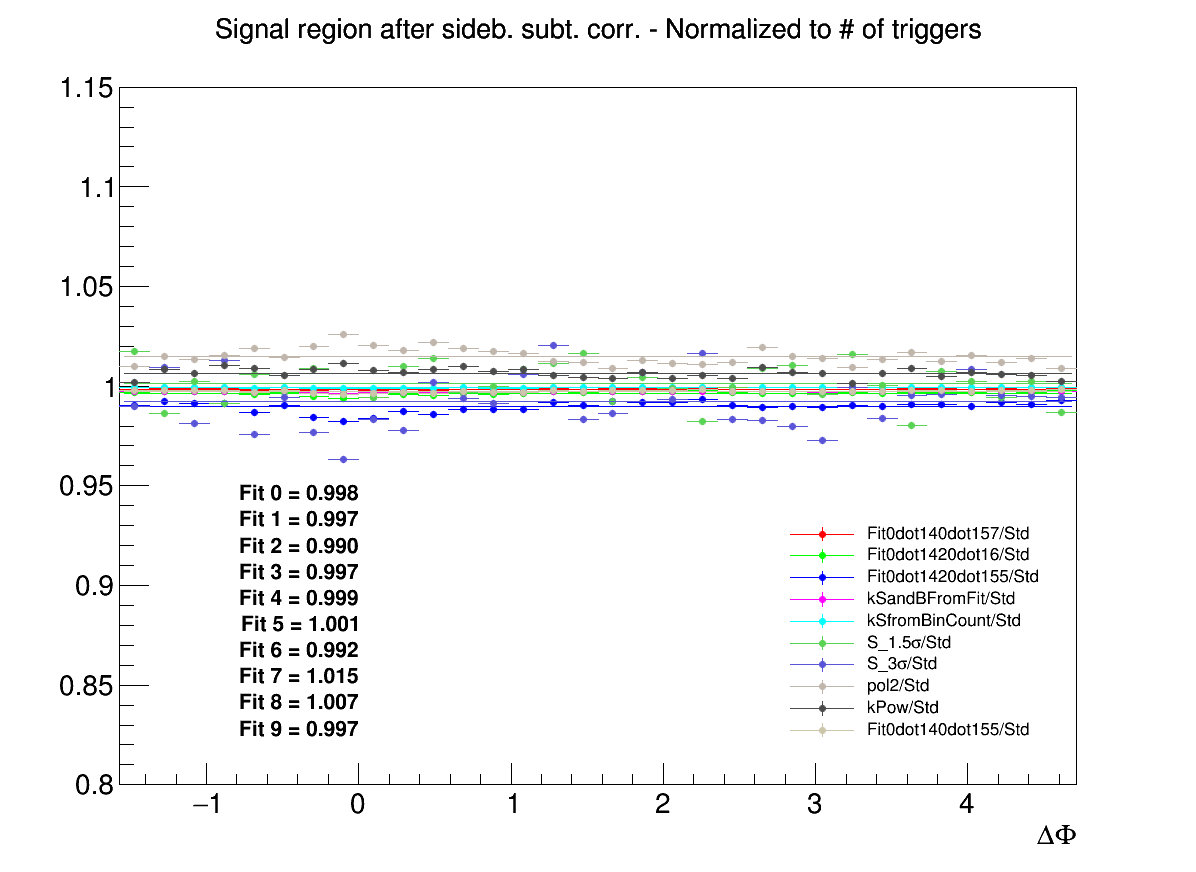 Signal region after sideb. subt. corr. - Normalized to # of triggers
1.15
1.1
1.05
1
0.95
0.9
0.85
0.8
Fit 0 = 0.998
Fit 1 = 0.997
Fit 2 = 0.990
Fit 3 = 0.997
Fit 4 = 0.999
Fit 5 = 1.001
Fit 6 = 0.992
Fit 7 = 1.015
Fit 8 = 1.007
Fit 9 = 0.997
Fit0dot140dot157/Std
Fit0dot1420dot16/Std
Fit0dot1420dot155/Std
kSandBFromFit/Std
kSfromBinCount/Std
S_1.5σ/Std
S_3σ/Std
pol2/Std
kPow/Std
Fit0dot140dot155/Std
−1 0 1 2 3 4
ΔΦ